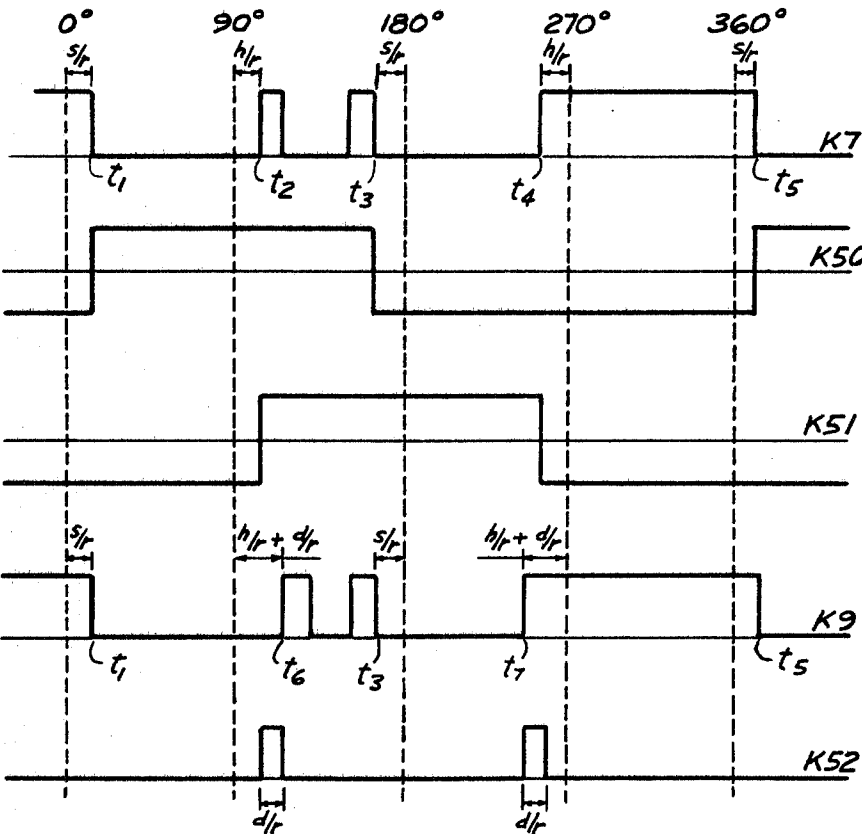 0° 90° 180° 270° 360°
s/r h/r s/r h/r s/r
K7
t1 t2 t3 t4 t5
K50
K51
s/r h/r + d/r s/r h/r + d/r
K9
t1 t6 t3 t7 t5
K52
d/r d/r